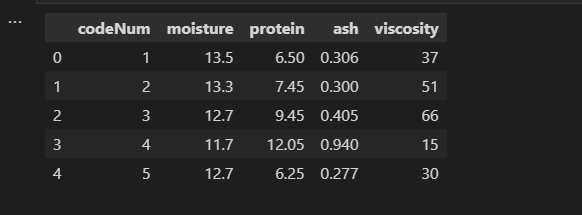 ... codeNum moisture protein ash viscosity
0 1 13.5 6.50 0.306 37
1 2 13.3 7.45 0.300 51
2 3 12.7 9.45 0.405 66
3 4 11.7 12.05 0.940 15
4 5 12.7 6.25 0.277 30